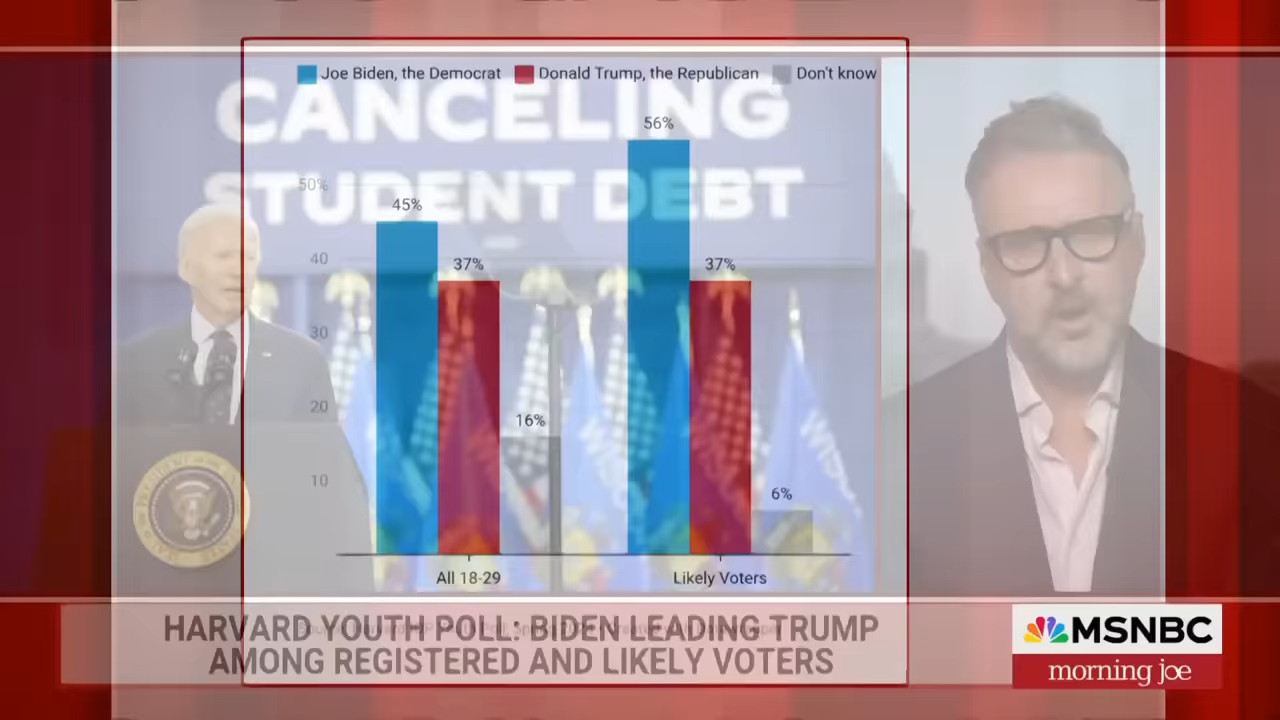 Joe Biden, the Democrat Donald Trump, the Republican Don't know
CANCELING
STUDENT DEBT
56%
50%
45%
40
37%
37%
30
20
16%
10
6%
All 18-29
Likely Voters
HARVARD YOUTH POLL: BIDEN LEADING TRUMP
AMONG REGISTERED AND LIKELY VOTERS
MSNBC
morning joe